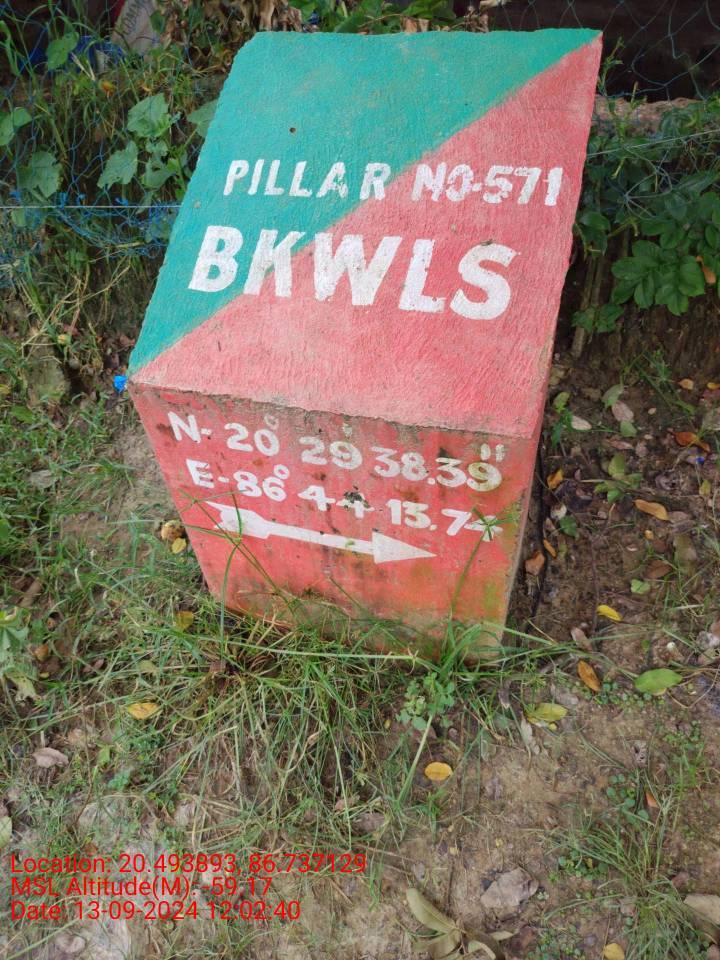 PILLAR NO-571
BKWLS
N- 20° 29' 38.39"
E-86° 44 13.74
Location: 20.493893, 86.737129
MSL Altitude(M): -59.17
Date: 13-09-2024 12:02:40